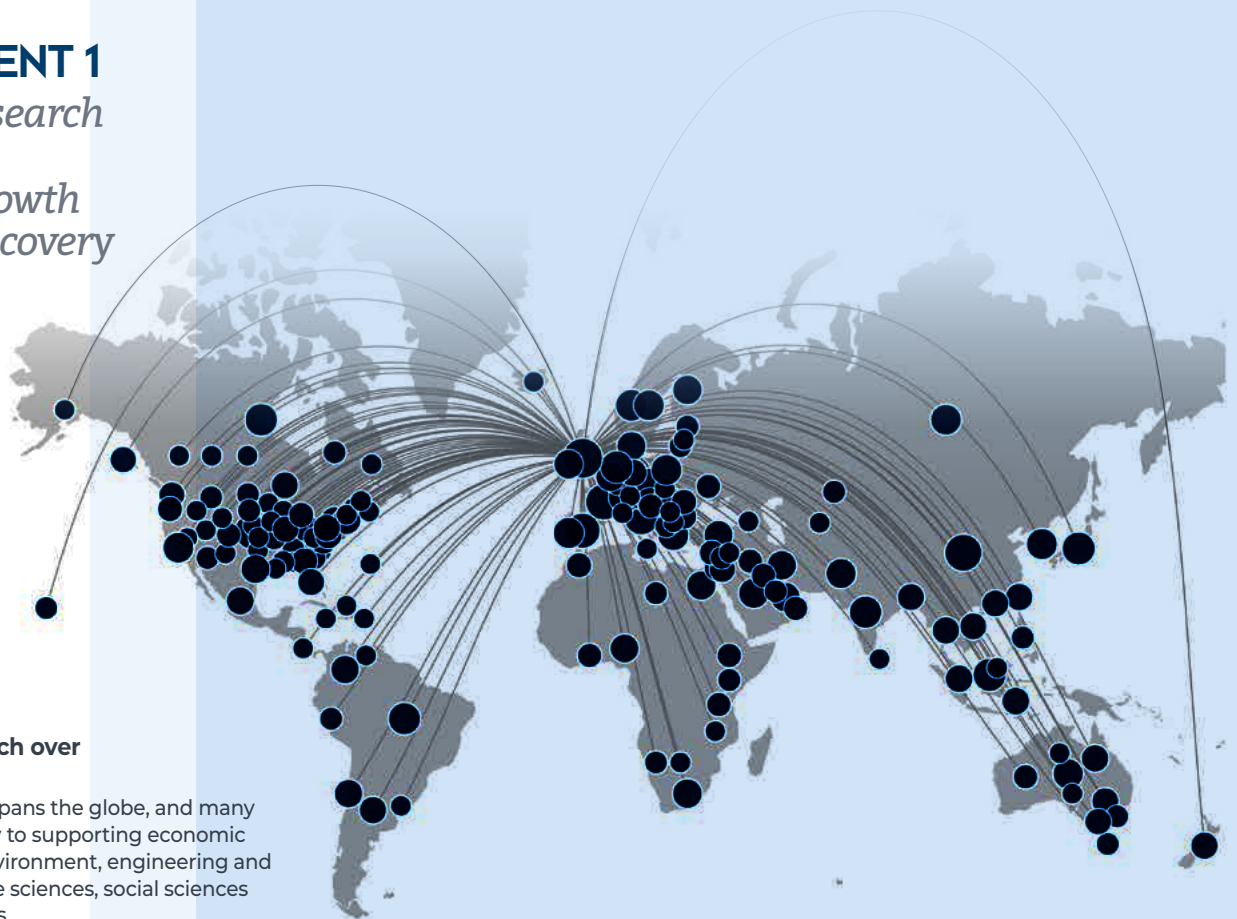 ENT 1
search
owth
covery
ch over
pans the globe, and many
to supporting economic
vironment, engineering and
e sciences, social sciences